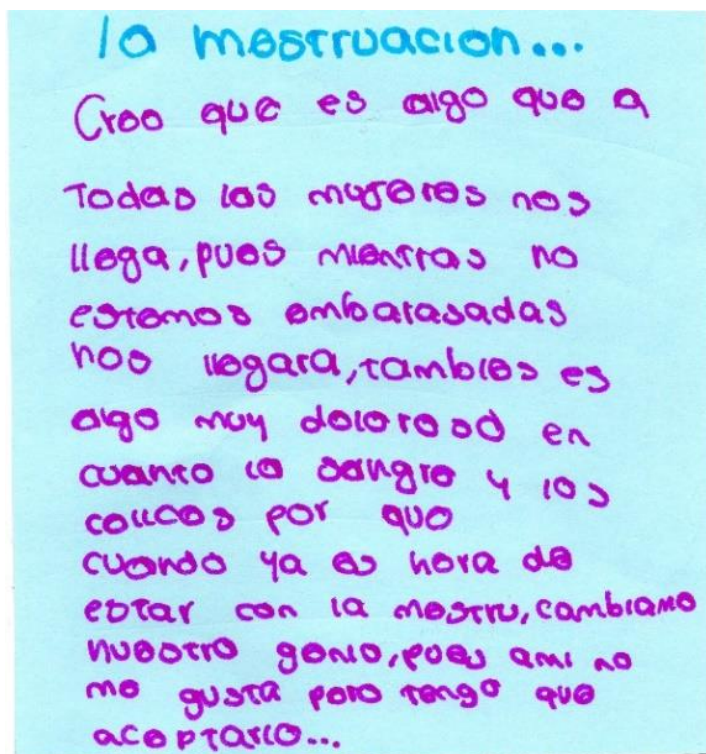 la mestruacion...
Creo que es algo que a
Todas las mujeres nos
llega, pues mientras no
estemos embarasadas
nos llegara, tambies es
algo muy doloroso en
cuanto la sangre y los
colicos por que
cuando ya es hora de
estar con la mestru, cambiamo
nuestro genio, pues ami no
me gusta pero tengo que
aceptarlo...